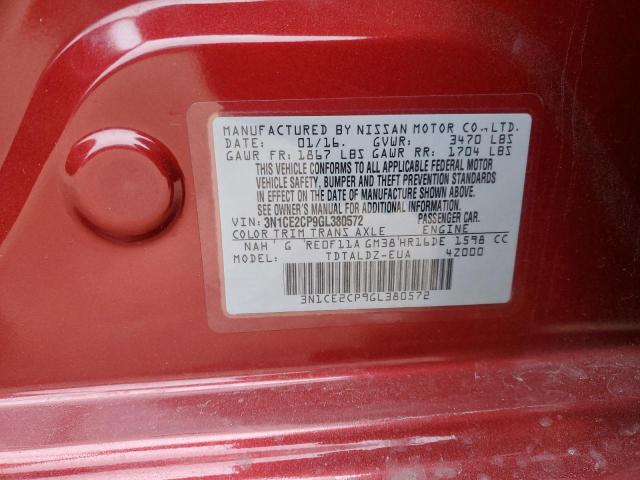 MANUFACTURED BY NISSAN MOTOR CO.,LTD.
DATE: 01/16. GVWR: 3470 LBS
GAWR FR: 1867 LBS GAWR RR: 1704 LBS
THIS VEHICLE CONFORMS TO ALL APPLICABLE FEDERAL MOTOR
VEHICLE SAFETY, BUMPER AND THEFT PREVENTION STANDARDS
IN EFFECT ON THE DATE OF MANUFACTURE SHOWN ABOVE.
SEE OWNER'S MANUAL FOR ADDITIONAL INFORMATION.
VIN: 3N1CE2CP9GL380572 PASSENGER CAR.
COLOR TRIM TRANS AXLE ENGINE
NAH G RE0F11A GM38 HR16DE 1598 CC
MODEL: TDTALDZ-EUA 42000
3N1CE2CP9GL380572